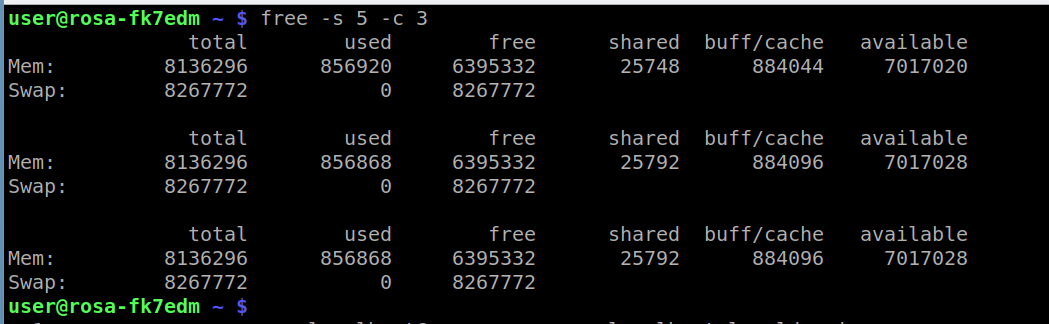 user@rosa-fk7edm ~ $ free -s 5 -c 3
               total        used        free      shared  buff/cache   available
Mem:         8136296      856920     6395332       25748      884044     7017020
Swap:        8267772           0     8267772

               total        used        free      shared  buff/cache   available
Mem:         8136296      856868     6395332       25792      884096     7017028
Swap:        8267772           0     8267772

               total        used        free      shared  buff/cache   available
Mem:         8136296      856868     6395332       25792      884096     7017028
Swap:        8267772           0     8267772
user@rosa-fk7edm ~ $